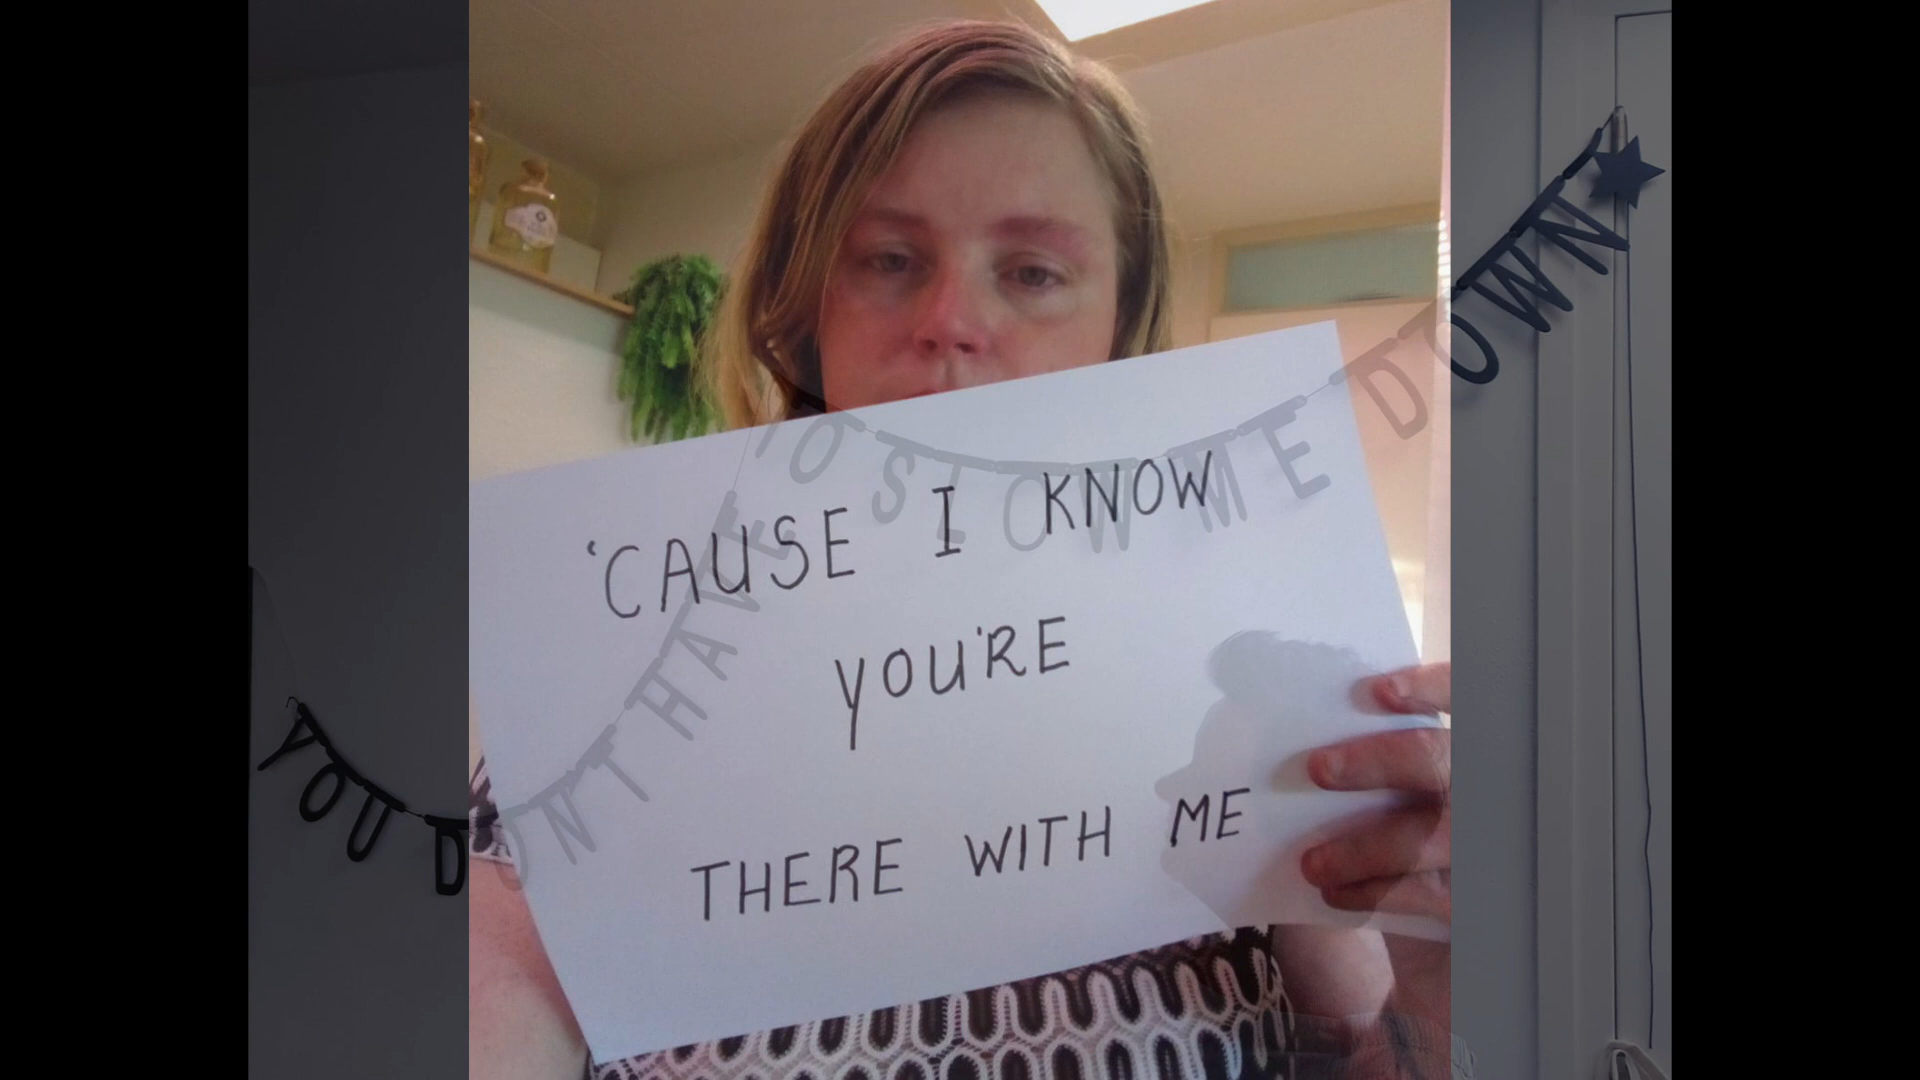 'CAUSE I KNOW
YOU'RE
THERE WITH ME
YOU DON'T HAVE TO SLOW ME DOWN